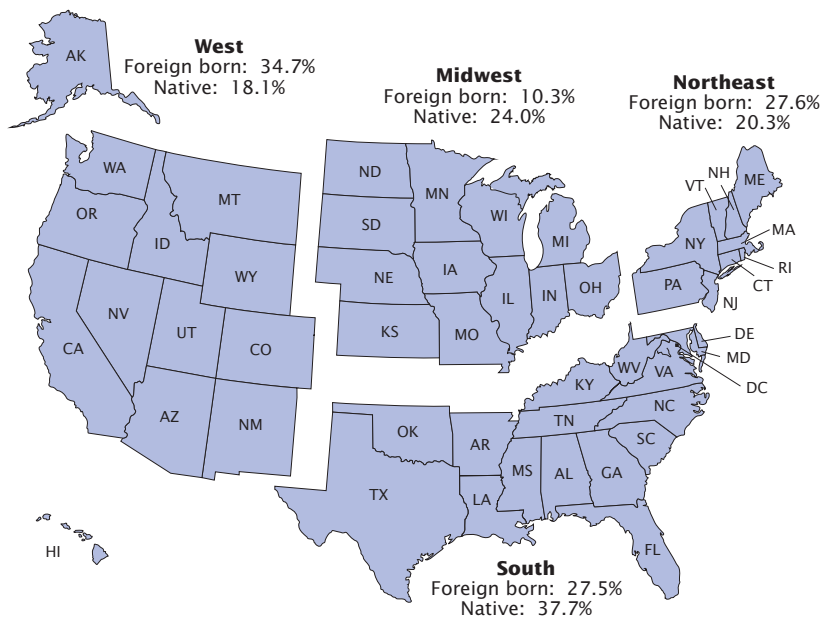 West
Foreign born: 34.7%
Native: 18.1%
Midwest
Foreign born: 10.3%
Native: 24.0%
Northeast
Foreign born: 27.6%
Native: 20.3%
AK
WA
OR
MT
ID
WY
NV
UT
CO
CA
AZ
NM
HI
ND
MN
SD
WI
MI
NE
IA
IL
IN
OH
KS
MO
VT
NH
ME
NY
MA
RI
CT
PA
NJ
DE
MD
DC
WV
VA
KY
NC
TN
SC
OK
AR
MS
AL
GA
TX
LA
FL
South
Foreign born: 27.5%
Native: 37.7%